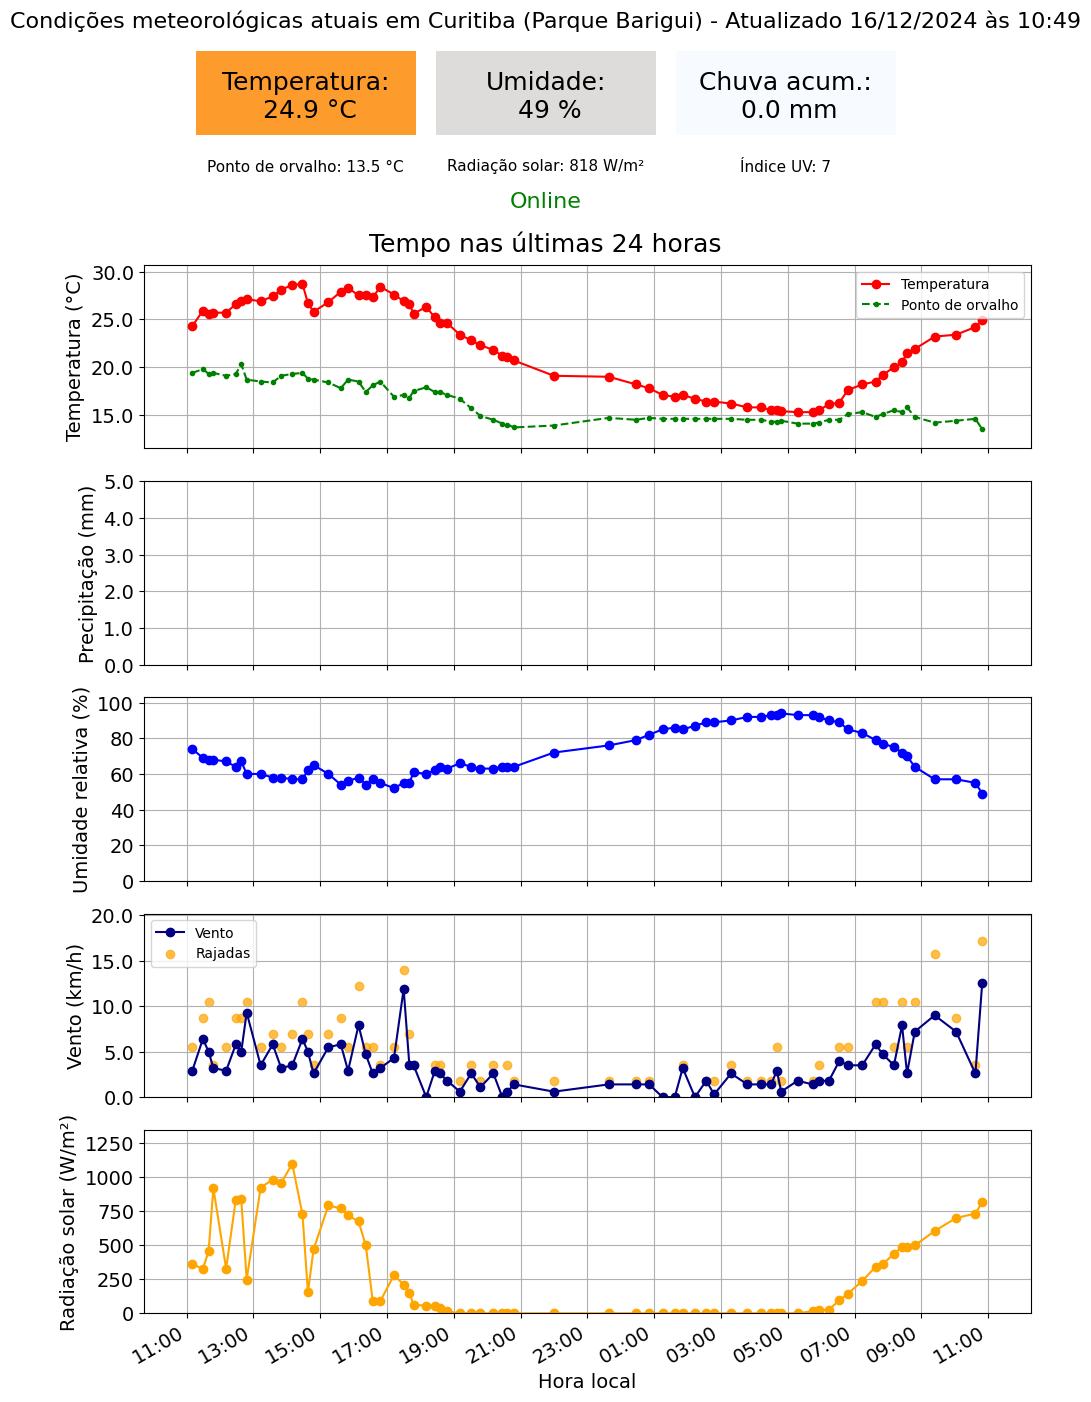 Condições meteorológicas atuais em Curitiba (Parque Barigui) - Atualizado 16/12/2024 às 10:49
Temperatura:
24.9 °C
Umidade:
49 %
Chuva acum.:
0.0 mm
Ponto de orvalho: 13.5 °C
Radiação solar: 818 W/m²
Índice UV: 7
Online
Tempo nas últimas 24 horas
Temperatura (°C)
30.0
25.0
20.0
15.0
Temperatura
Ponto de orvalho
Precipitação (mm)
5.0
4.0
3.0
2.0
1.0
0.0
Umidade relativa (%)
100
80
60
40
20
0
Vento (km/h)
20.0
15.0
10.0
5.0
0.0
Vento
Rajadas
Radiação solar (W/m²)
1250
1000
750
500
250
0
11:00
13:00
15:00
17:00
19:00
21:00
23:00
01:00
03:00
05:00
07:00
09:00
11:00
Hora local